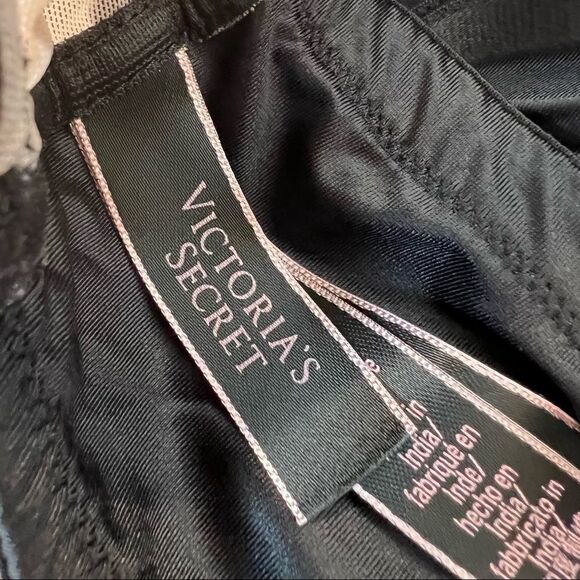 VICTORIA'S
SECRET
e
India/
fabriqué en
Inde/
hecho en
India/
fabricado in